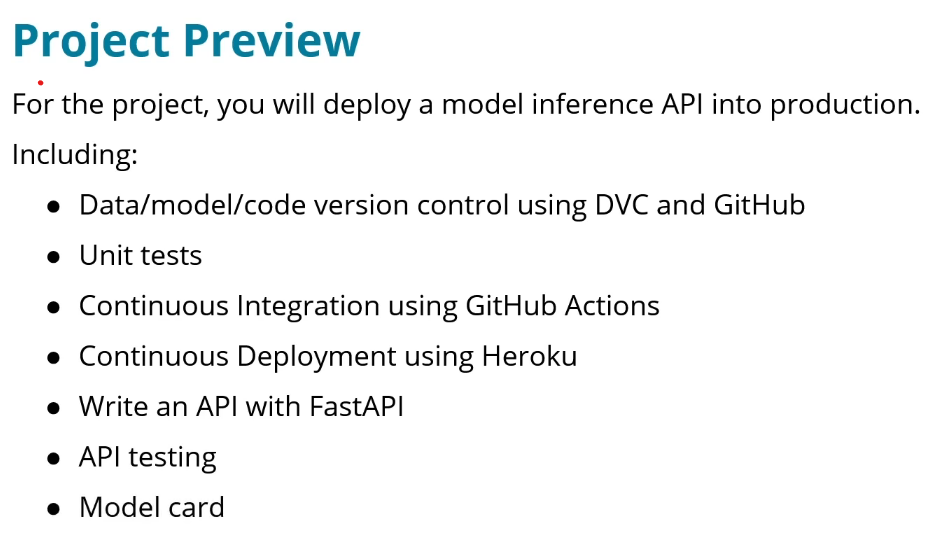 Project Preview
For the project, you will deploy a model inference API into production.
Including:
● Data/model/code version control using DVC and GitHub
● Unit tests
● Continuous Integration using GitHub Actions
● Continuous Deployment using Heroku
● Write an API with FastAPI
● API testing
● Model card